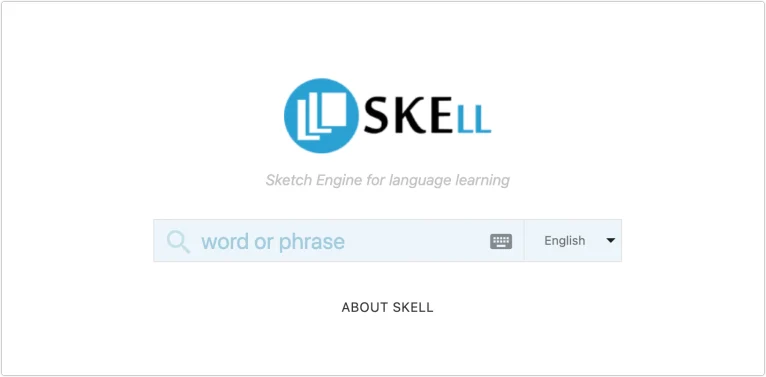 SKELL
Sketch Engine for language learning
word or phrase
English
ABOUT SKELL